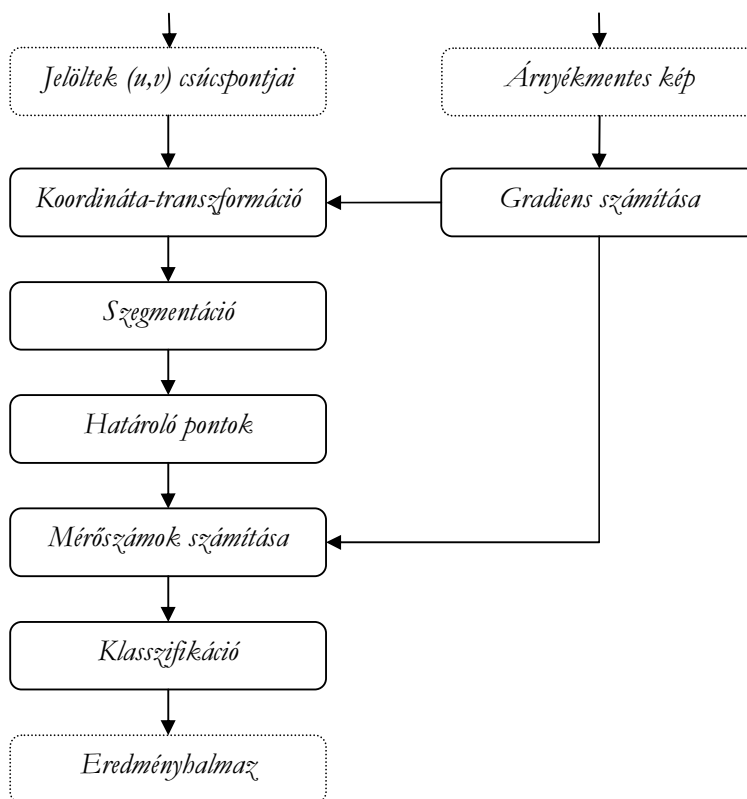 Jelöltek (u,v) csúcspontjai
Árnyékmentes kép
Koordináta-transzformáció
Gradiens számítása
Szegmentáció
Határoló pontok
Mérőszámok számítása
Klasszifikáció
Eredményhalmaz